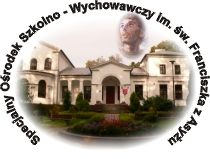 Specjalny Ośrodek Szkolno - Wychowawczy im. św. Franciszka z Asyżu